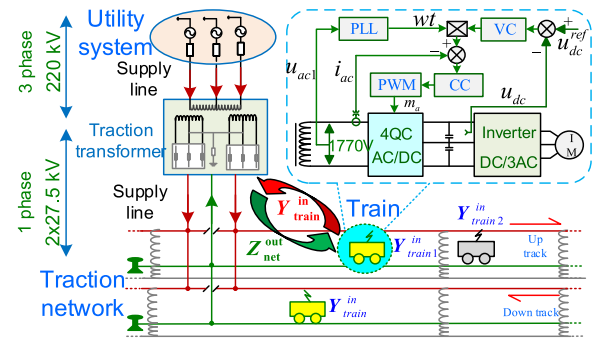 Utility
system
3 phase
220 kV
Supply
line
Traction
transformer
1 phase
2x27.5 kV
Supply
line
Traction
network
PLL
wt
VC
+
u_dc^ref
−
+
−
u_ac1
i_ac
PWM
CC
m_a
u_dc
1770V
4QC
AC/DC
Inverter
DC/3AC
I
M
Y_train^in
Z_net^out
Train
Y_train1^in
Y_train2^in
Up
track
Y_train^in
Down track